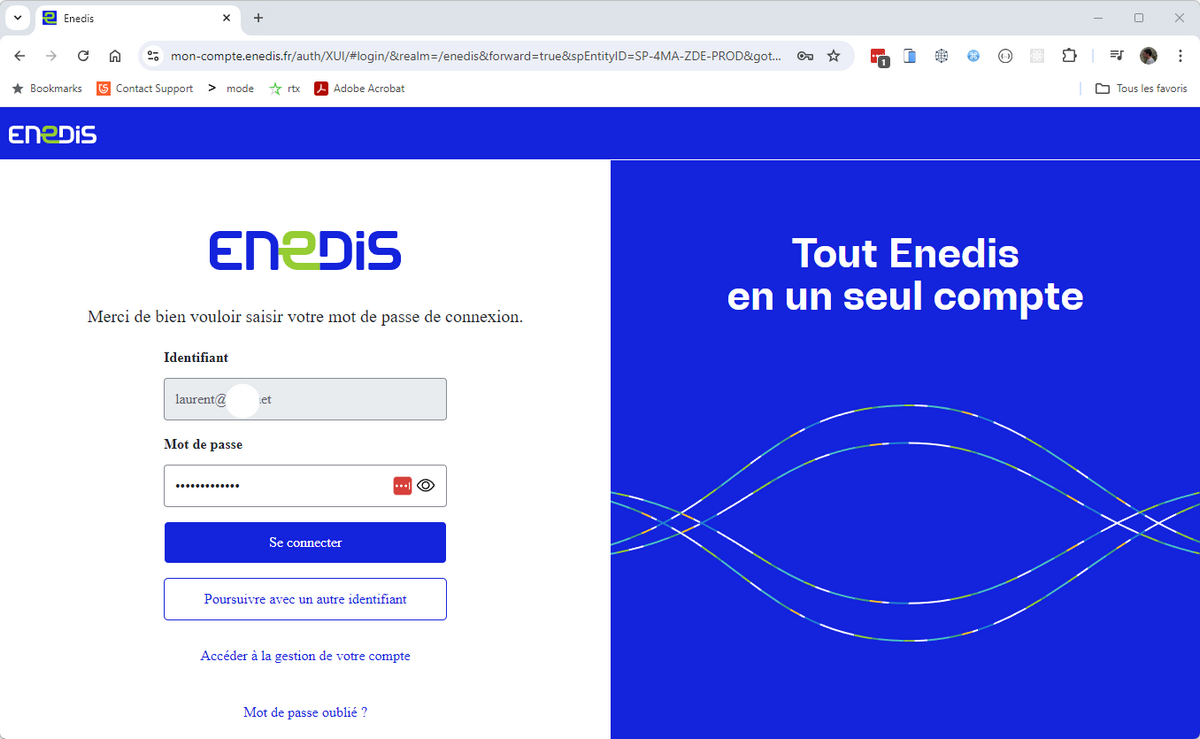 Enedis
mon-compte.enedis.fr/auth/XUI/#login/&realm=/enedis&forward=true&spEntityID=SP-4MA-ZDE-PROD&got...
1
Bookmarks
Contact Support
mode
rtx
Adobe Acrobat
Tous les favoris
ENEDIS
ENEDIS
Merci de bien vouloir saisir votre mot de passe de connexion.
Identifiant
laurent@ et
Mot de passe
•••••••••••••
Se connecter
Poursuivre avec un autre identifiant
Accéder à la gestion de votre compte
Mot de passe oublié ?
Tout Enedis
en un seul compte